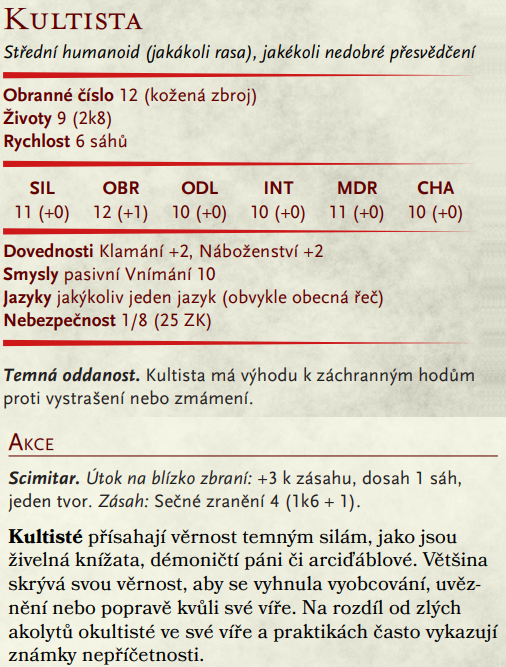 KULTISTA
Střední humanoid (jakákoli rasa), jakékoli nedobré přesvědčení
Obranné číslo 12 (kožená zbroj)
Životy 9 (2k8)
Rychlost 6 sáhů
SIL OBR ODL INT MDR CHA
11 (+0) 12 (+1) 10 (+0) 10 (+0) 11 (+0) 10 (+0)
Dovednosti Klamání +2, Náboženství +2
Smysly pasivní Vnímání 10
Jazyky jakýkoliv jeden jazyk (obvykle obecná řeč)
Nebezpečnost 1/8 (25 ZK)
Temná oddanost. Kultista má výhodu k záchranným hodům
proti vystrašení nebo zmámení.
AKCE
Scimitar. Útok na blízko zbraní: +3 k zásahu, dosah 1 sáh,
jeden tvor. Zásah: Sečné zranění 4 (1k6 + 1).
Kultisté přísahají věrnost temným silám, jako jsou
živelná knížata, démoničtí páni či arciďáblové. Většina
skrývá svou věrnost, aby se vyhnula vyobcování, uvěz-
nění nebo popravě kvůli své víře. Na rozdíl od zlých
akolytů okultisté ve své víře a praktikách často vykazují
známky nepříčetnosti.